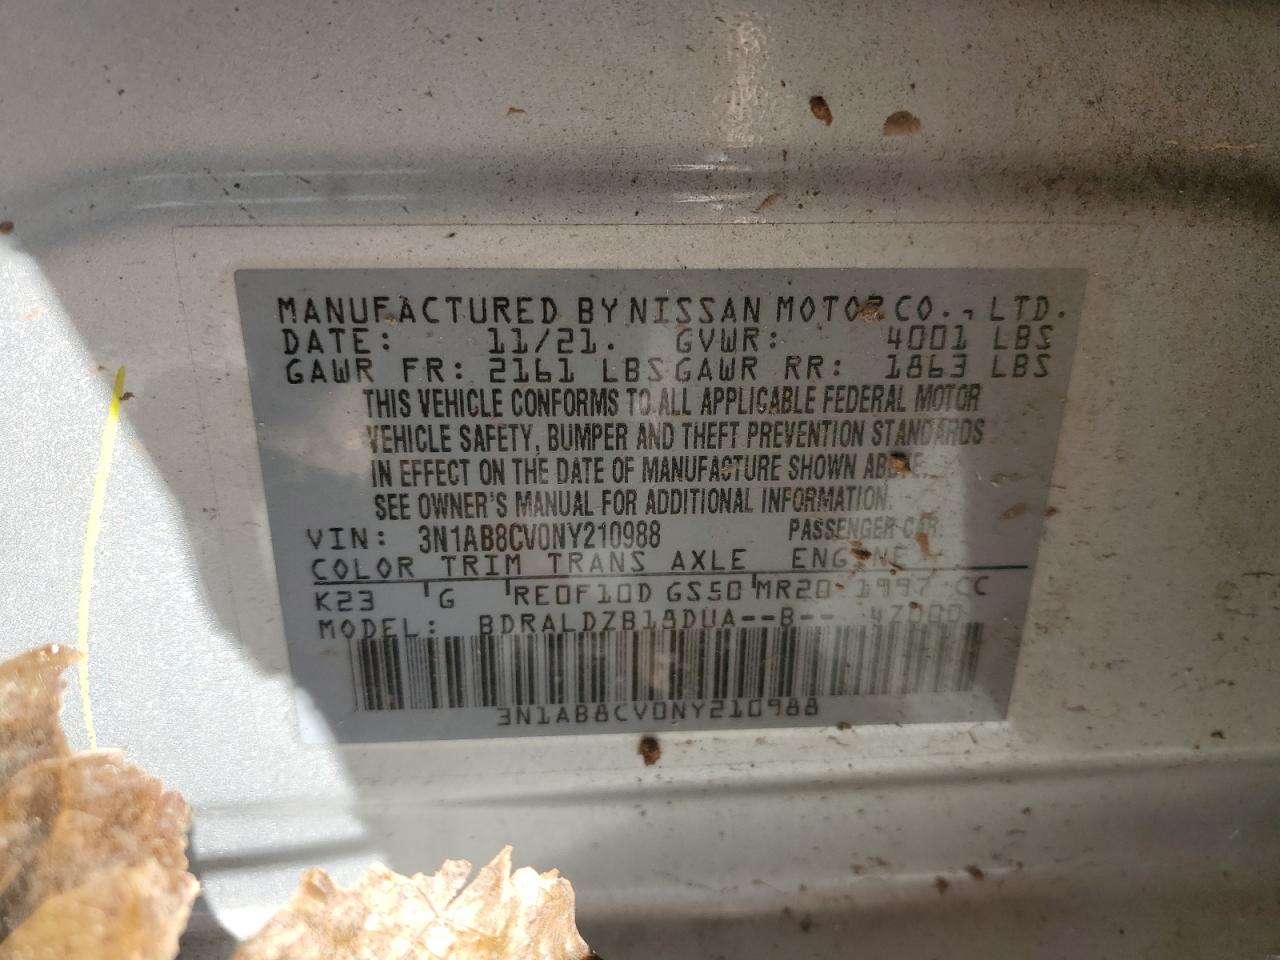 MANUFACTURED BY NISSAN MOTOR CO., LTD.
DATE: 11/21. GVWR: 4001 LBS
GAWR FR: 2161 LBS GAWR RR: 1863 LBS
THIS VEHICLE CONFORMS TO ALL APPLICABLE FEDERAL MOTOR
VEHICLE SAFETY, BUMPER AND THEFT PREVENTION STANDARDS
IN EFFECT ON THE DATE OF MANUFACTURE SHOWN ABOVE.
SEE OWNER'S MANUAL FOR ADDITIONAL INFORMATION.
VIN: 3N1AB8CV0NY210988 PASSENGER CAR.
COLOR TRIM TRANS AXLE ENGINE
K23 G RE0F10D GS50 MR20 1997 CC
MODEL: BDRALDZB18DUA--B--
3N1AB8CV0NY210988